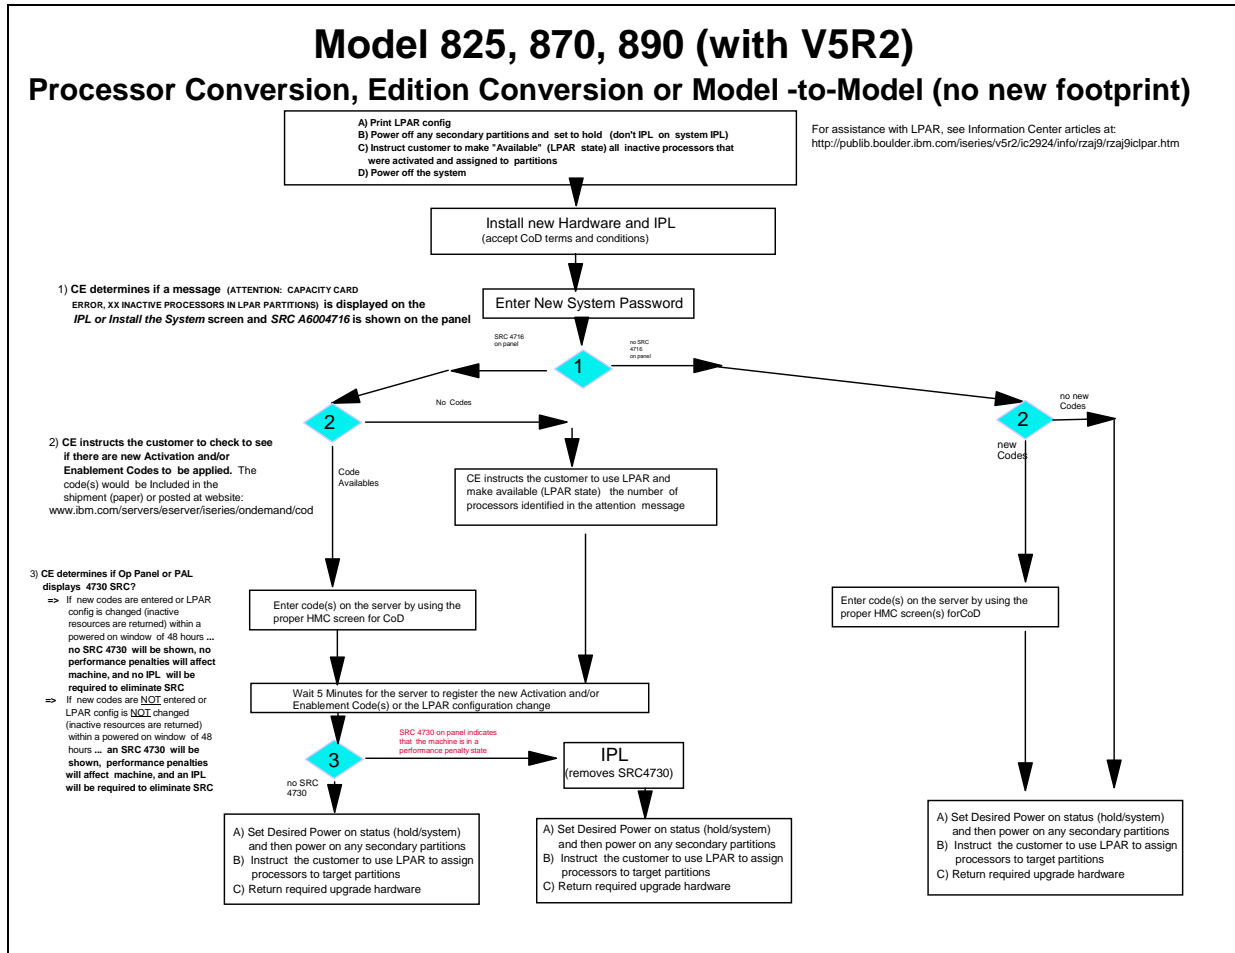 Model 825, 870, 890 (with V5R2)
Processor Conversion, Edition Conversion or Model -to-Model (no new footprint)
A) Print LPAR config
B) Power off any secondary partitions and set to hold (don't IPL on system IPL)
C) Instruct customer to make "Available" (LPAR state) all inactive processors that
were activated and assigned to partitions
D) Power off the system
For assistance with LPAR, see Information Center articles at:
http://publib.boulder.ibm.com/iseries/v5r2/ic2924/info/rzaj9/rzaj9iclpar.htm
Install new Hardware and IPL
(accept CoD terms and conditions)
1) CE determines if a message (ATTENTION: CAPACITY CARD
ERROR, XX INACTIVE PROCESSORS IN LPAR PARTITIONS) is displayed on the
IPL or Install the System screen and SRC A6004716 is shown on the panel
Enter New System Password
SRC 4716
on panel
no SRC
4716
on panel
1
2
No Codes
2
no new
Codes
new
Codes
2) CE instructs the customer to check to see
if there are new Activation and/or
Enablement Codes to be applied. The
code(s) would be Included in the
shipment (paper) or posted at website:
www.ibm.com/servers/eserver/iseries/ondemand/cod
Code
Availables
CE instructs the customer to use LPAR and
make available (LPAR state) the number of
processors identified in the attention message
3) CE determines if Op Panel or PAL
displays 4730 SRC?
=> If new codes are entered or LPAR
config is changed (inactive
resources are returned) within a
powered on window of 48 hours ...
no SRC 4730 will be shown, no
performance penalties will affect
machine, and no IPL will be
required to eliminate SRC
=> If new codes are NOT entered or
LPAR config is NOT changed
(inactive resources are returned)
within a powered on window of 48
hours ... an SRC 4730 will be
shown, performance penalties
will affect machine, and an IPL
will be required to eliminate SRC
Enter code(s) on the server by using the
proper HMC screen for CoD
Enter code(s) on the server by using the
proper HMC screen(s) forCoD
Wait 5 Minutes for the server to register the new Activation and/or
Enablement Code(s) or the LPAR configuration change
SRC 4730 on panel indicates
that the machine is in a
performance penalty state
3
no SRC
4730
IPL
(removes SRC4730)
A) Set Desired Power on status (hold/system)
and then power on any secondary partitions
B) Instruct the customer to use LPAR to assign
processors to target partitions
C) Return required upgrade hardware
A) Set Desired Power on status (hold/system)
and then power on any secondary partitions
B) Instruct the customer to use LPAR to assign
processors to target partitions
C) Return required upgrade hardware
A) Set Desired Power on status (hold/system)
and then power on any secondary partitions
B) Instruct the customer to use LPAR to assign
processors to target partitions
C) Return required upgrade hardware